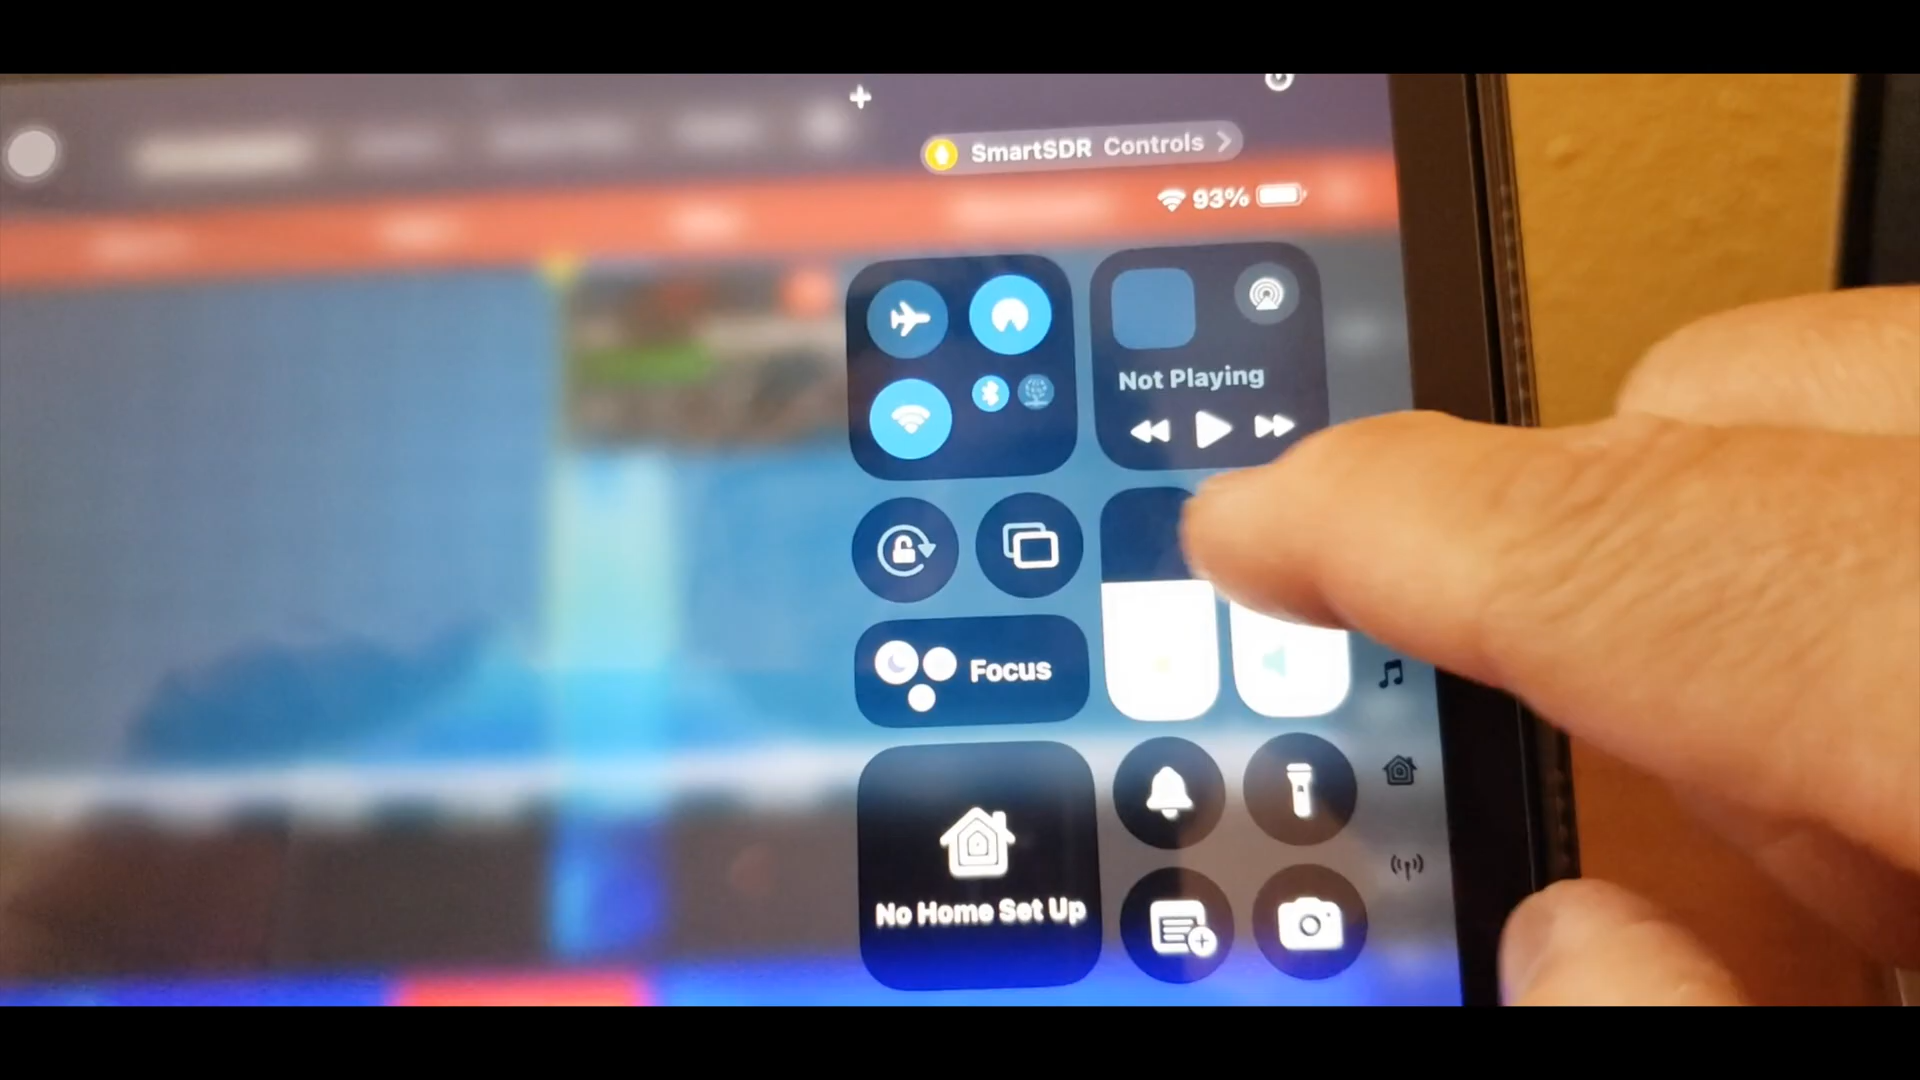 SmartSDR Controls
93%
Not Playing
Focus
No Home Set Up